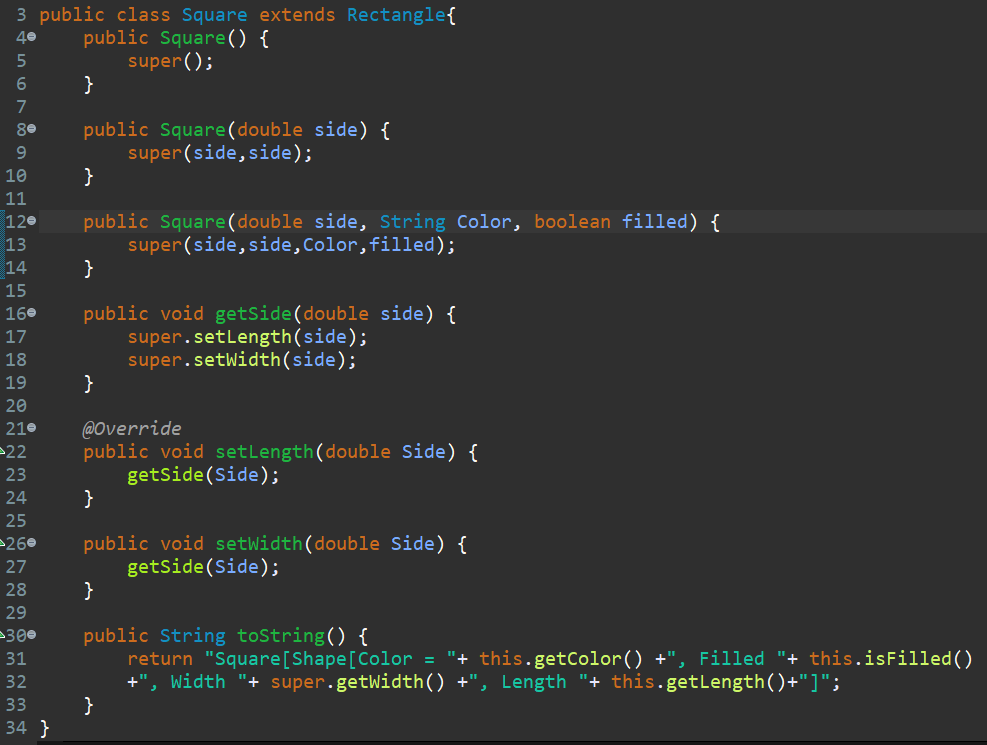 3 public class Square extends Rectangle{
4 public Square() {
5 super();
6 }
7
8 public Square(double side) {
9 super(side,side);
10 }
11
12 public Square(double side, String Color, boolean filled) {
13 super(side,side,Color,filled);
14 }
15
16 public void getSide(double side) {
17 super.setLength(side);
18 super.setWidth(side);
19 }
20
21 @Override
22 public void setLength(double Side) {
23 getSide(Side);
24 }
25
26 public void setWidth(double Side) {
27 getSide(Side);
28 }
29
30 public String toString() {
31 return "Square[Shape[Color = "+ this.getColor() +", Filled "+ this.isFilled()
32 +", Width "+ super.getWidth() +", Length "+ this.getLength()+"]";
33 }
34 }